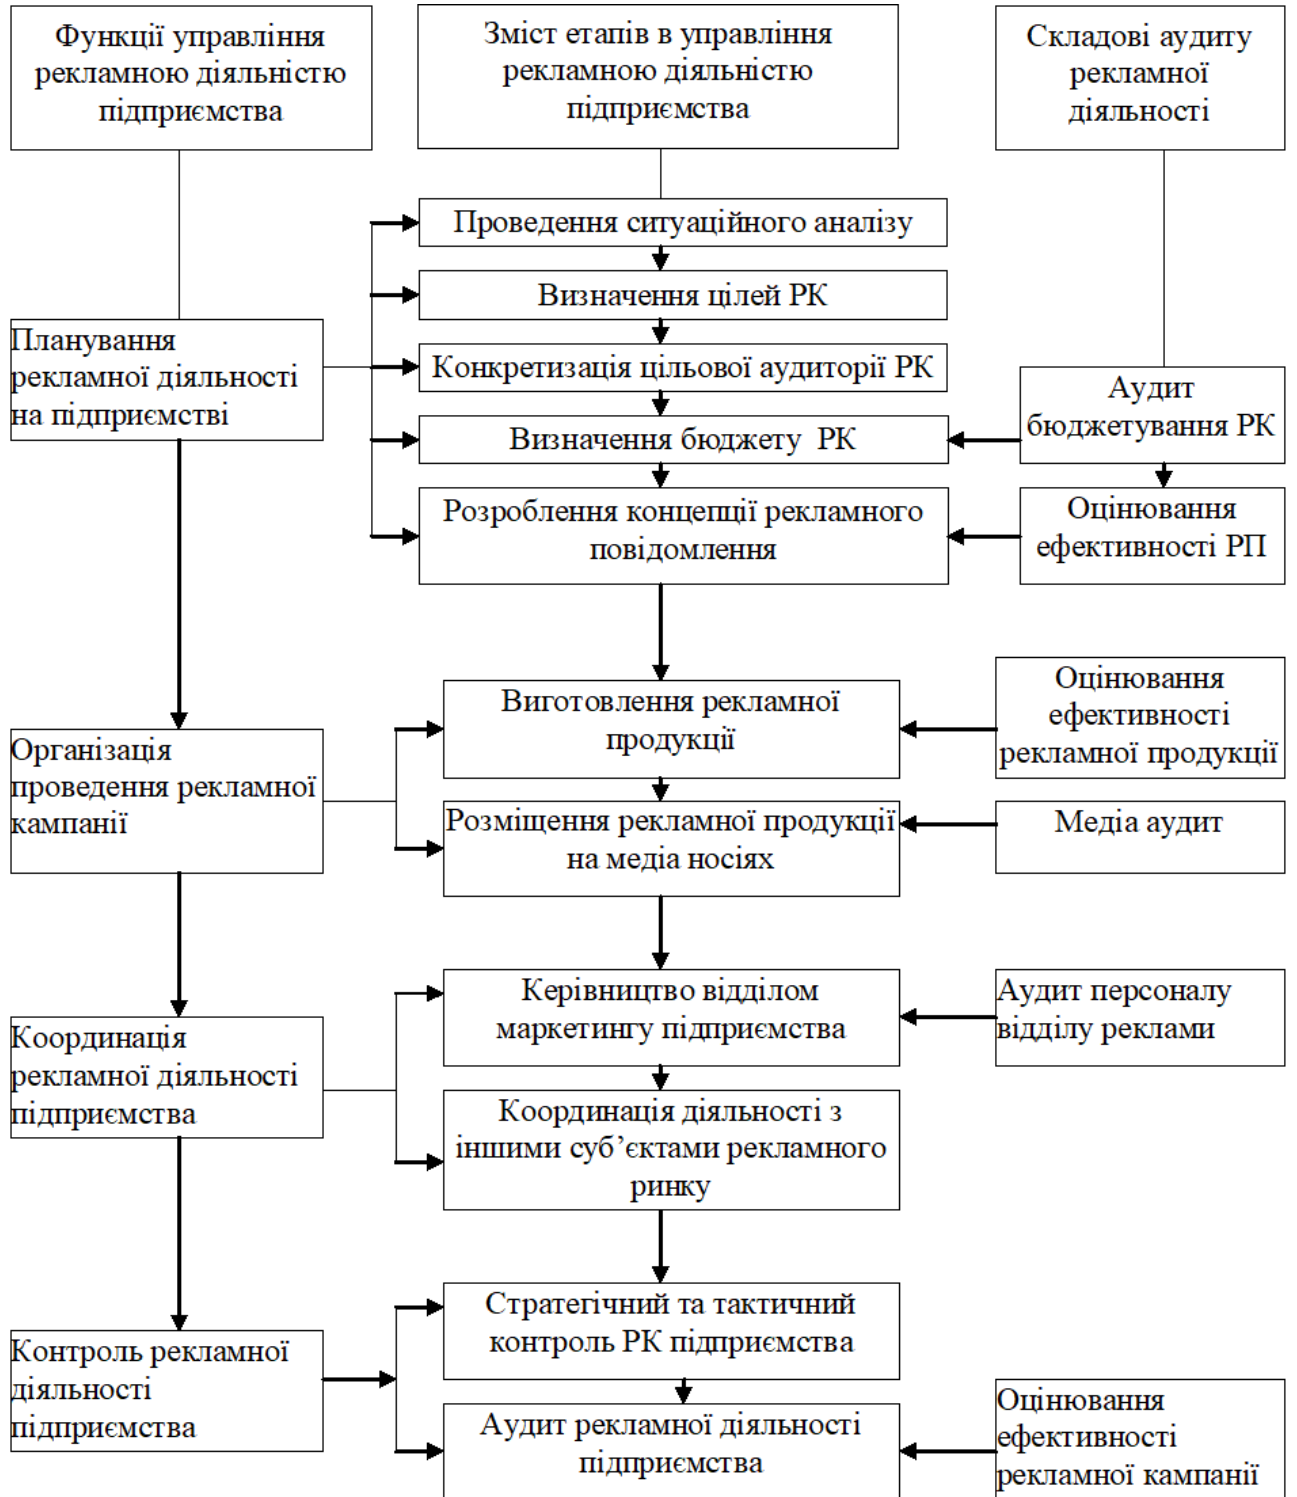 Функції управління
рекламною діяльністю
підприємства
Зміст етапів в управління
рекламною діяльністю
підприємства
Складові аудиту
рекламної
діяльності
Проведення ситуаційного аналізу
Визначення цілей РК
Планування
рекламної діяльності
на підприємстві
Конкретизація цільової аудиторії РК
Визначення бюджету РК
Аудит
бюджетування РК
Розроблення концепції рекламного
повідомлення
Оцінювання
ефективності РП
Виготовлення рекламної
продукції
Оцінювання
ефективності
рекламної продукції
Організація
проведення рекламної
кампанії
Розміщення рекламної продукції
на медіа носіях
Медіа аудит
Керівництво відділом
маркетингу підприємства
Аудит персоналу
відділу реклами
Координація
рекламної діяльності
підприємства
Координація діяльності з
іншими суб’єктами рекламного
ринку
Стратегічний та тактичний
контроль РК підприємства
Контроль рекламної
діяльності
підприємства
Аудит рекламної діяльності
підприємства
Оцінювання
ефективності
рекламної кампанії